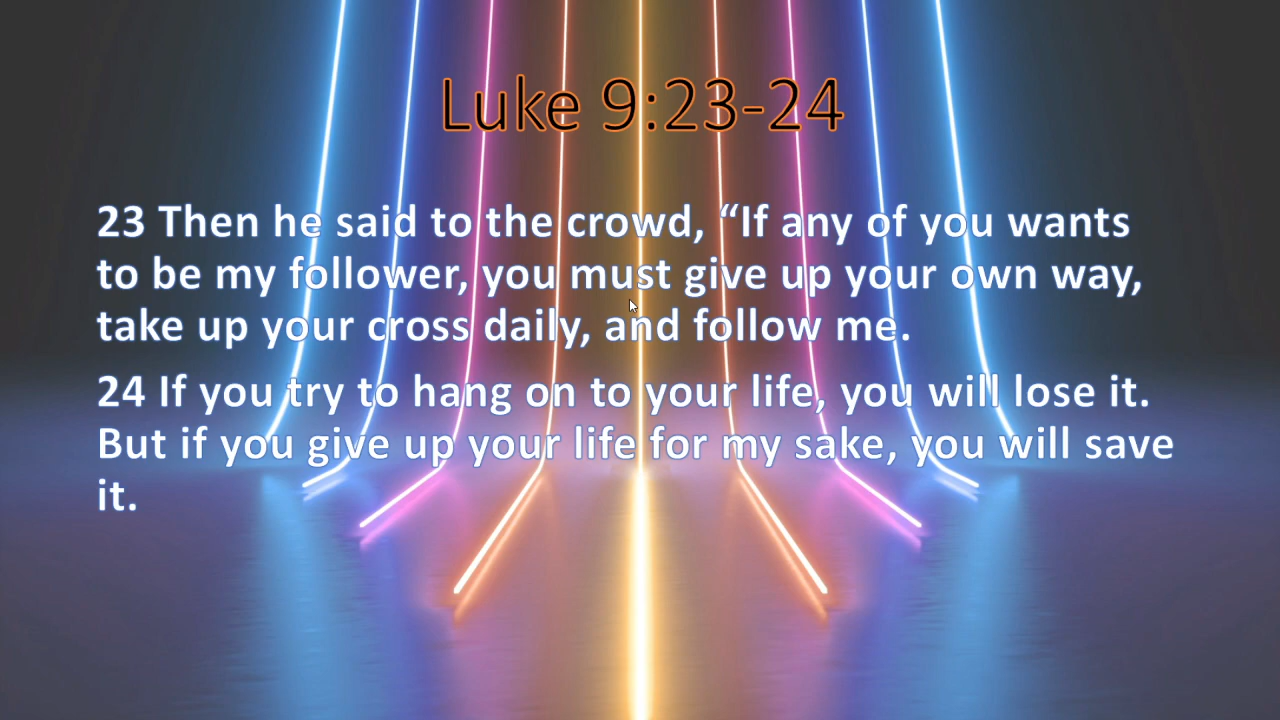 Luke 9:23-24
23 Then he said to the crowd, “If any of you wants
to be my follower, you must give up your own way,
take up your cross daily, and follow me.
24 If you try to hang on to your life, you will lose it.
But if you give up your life for my sake, you will save
it.